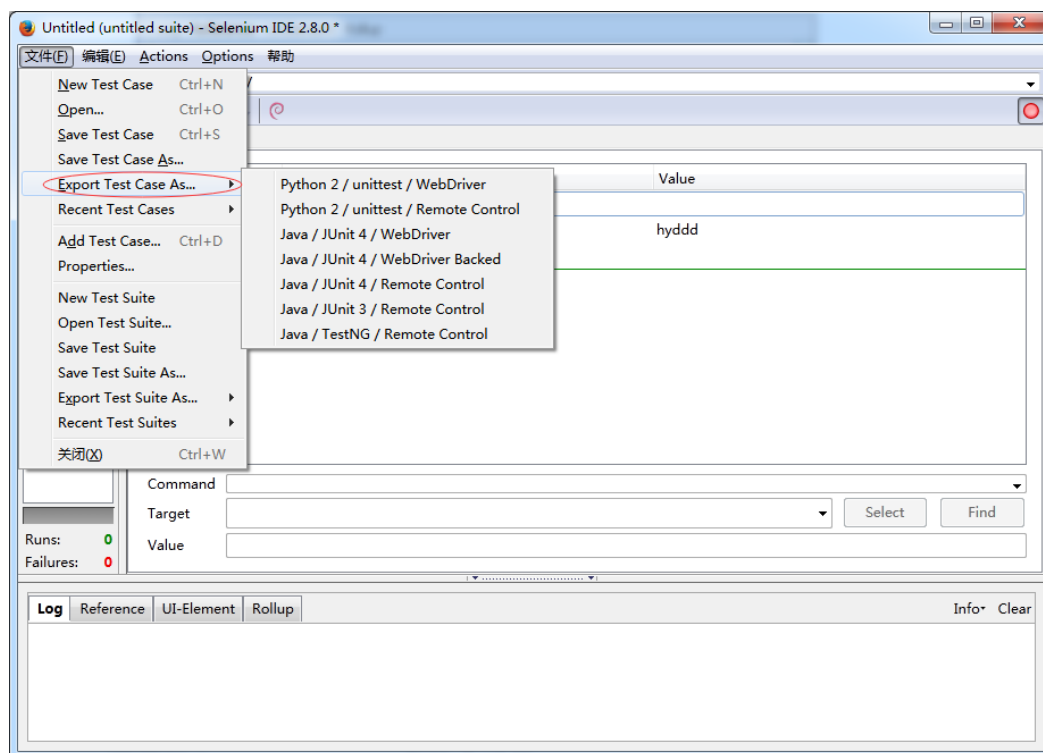 Untitled (untitled suite) - Selenium IDE 2.8.0 *
文件(F) 编辑(E) Actions Options 帮助
New Test Case Ctrl+N
Open... Ctrl+O
Save Test Case Ctrl+S
Save Test Case As...
Export Test Case As...
Recent Test Cases
Add Test Case... Ctrl+D
Properties...
New Test Suite
Open Test Suite...
Save Test Suite
Save Test Suite As...
Export Test Suite As...
Recent Test Suites
关闭(X) Ctrl+W
Python 2 / unittest / WebDriver
Python 2 / unittest / Remote Control
Java / JUnit 4 / WebDriver
Java / JUnit 4 / WebDriver Backed
Java / JUnit 4 / Remote Control
Java / JUnit 3 / Remote Control
Java / TestNG / Remote Control
/
Value
hyddd
Command
Target Select Find
Value
Runs: 0
Failures: 0
Log Reference UI-Element Rollup Info Clear